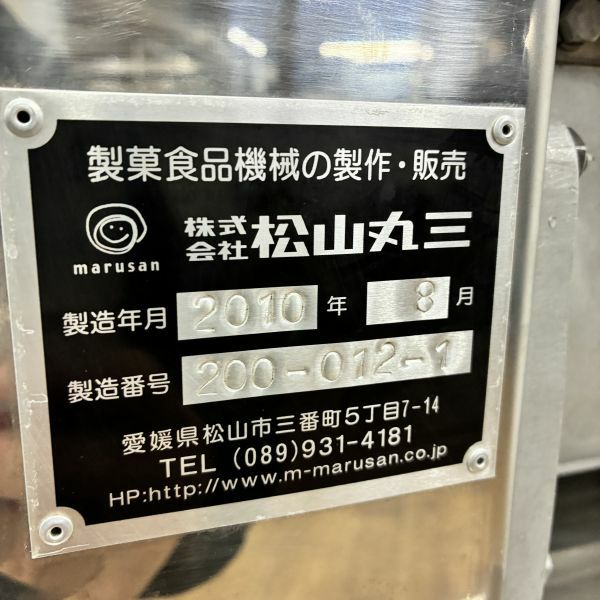 製菓食品機械の製作・販売
marusan
株式会社松山丸三
製造年月 2010 年 8 月
製造番号 200-012-1
愛媛県松山市三番町5丁目7-14
TEL (089)931-4181
HP:http://www.m-marusan.co.jp